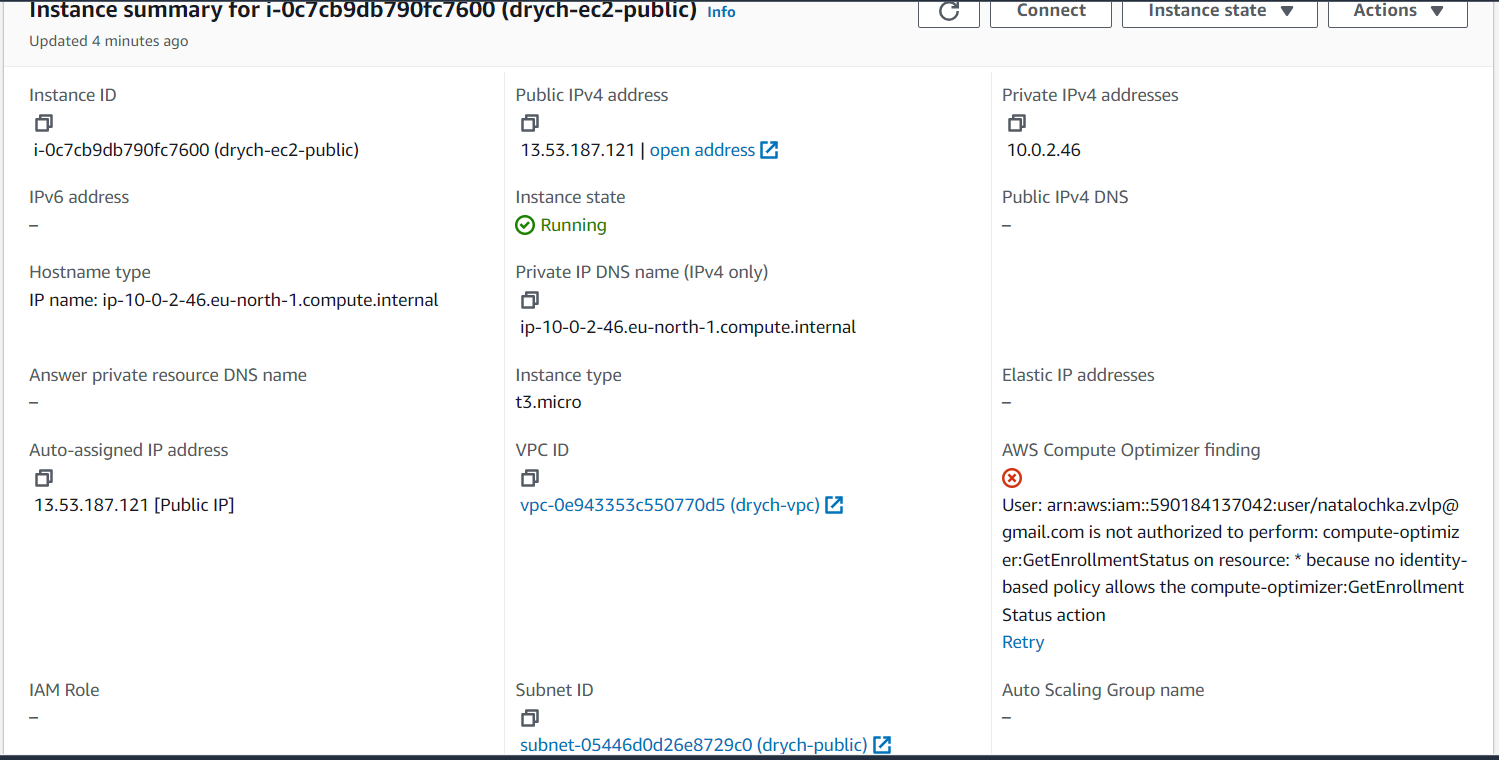 Instance summary for i-0c7cb9db790fc7600 (drych-ec2-public) Info
Connect
Instance state
Actions
Updated 4 minutes ago
Instance ID
i-0c7cb9db790fc7600 (drych-ec2-public)
Public IPv4 address
13.53.187.121 | open address
Private IPv4 addresses
10.0.2.46
IPv6 address
–
Instance state
Running
Public IPv4 DNS
–
Hostname type
IP name: ip-10-0-2-46.eu-north-1.compute.internal
Private IP DNS name (IPv4 only)
ip-10-0-2-46.eu-north-1.compute.internal
Answer private resource DNS name
–
Instance type
t3.micro
Elastic IP addresses
–
Auto-assigned IP address
13.53.187.121 [Public IP]
VPC ID
vpc-0e943353c550770d5 (drych-vpc)
AWS Compute Optimizer finding
User: arn:aws:iam::590184137042:user/natalochka.zvlp@
gmail.com is not authorized to perform: compute-optimiz
er:GetEnrollmentStatus on resource: * because no identity-
based policy allows the compute-optimizer:GetEnrollment
Status action
Retry
IAM Role
–
Subnet ID
subnet-05446d0d26e8729c0 (drych-public)
Auto Scaling Group name
–